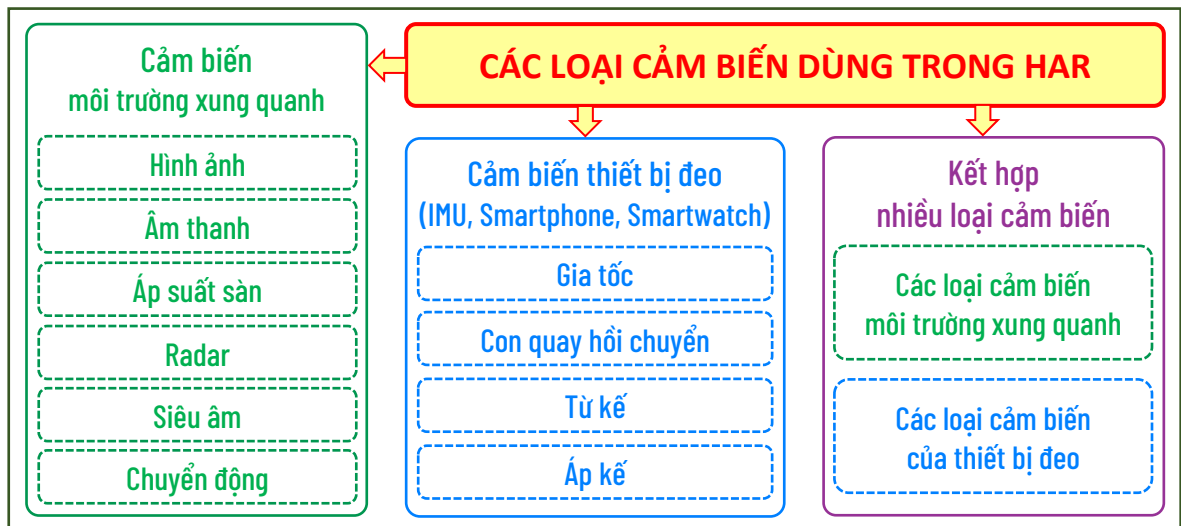 CÁC LOẠI CẢM BIẾN DÙNG TRONG HAR
Cảm biến
môi trường xung quanh
Hình ảnh
Âm thanh
Áp suất sàn
Radar
Siêu âm
Chuyển động
Cảm biến thiết bị đeo
(IMU, Smartphone, Smartwatch)
Gia tốc
Con quay hồi chuyển
Từ kế
Áp kế
Kết hợp
nhiều loại cảm biến
Các loại cảm biến
môi trường xung quanh
Các loại cảm biến
của thiết bị đeo